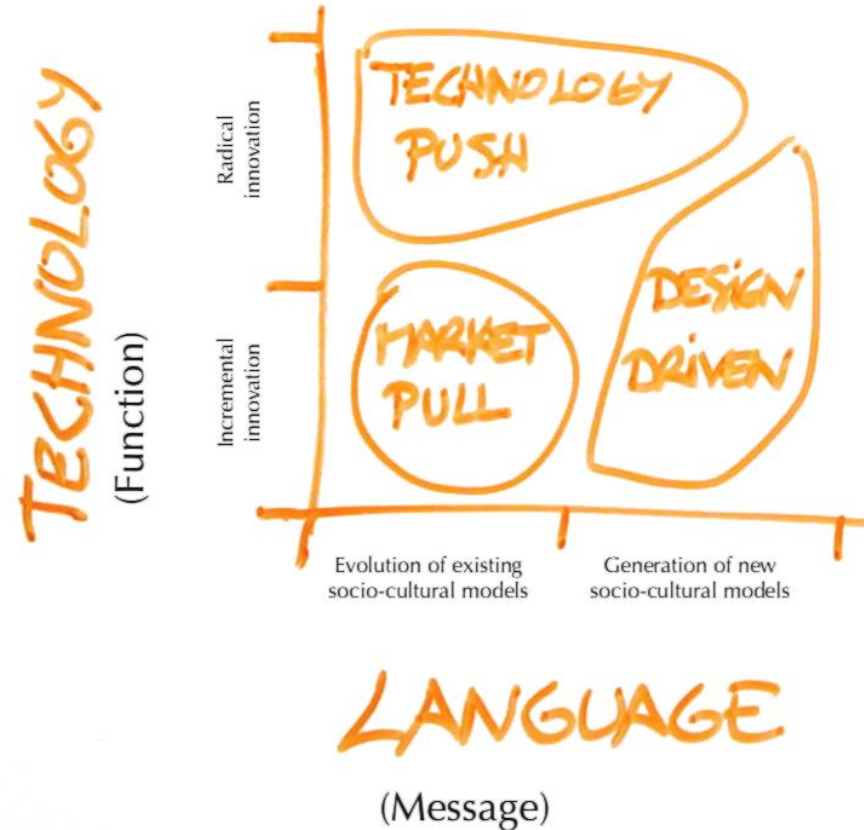 TECHNOLOGY
(Function)
Radical
innovation
Incremental
innovation
TECHNOLOGY
PUSH
MARKET
PULL
DESiGN
DRiVEN
Evolution of existing
socio-cultural models
Generation of new
socio-cultural models
LANGUAGE
(Message)